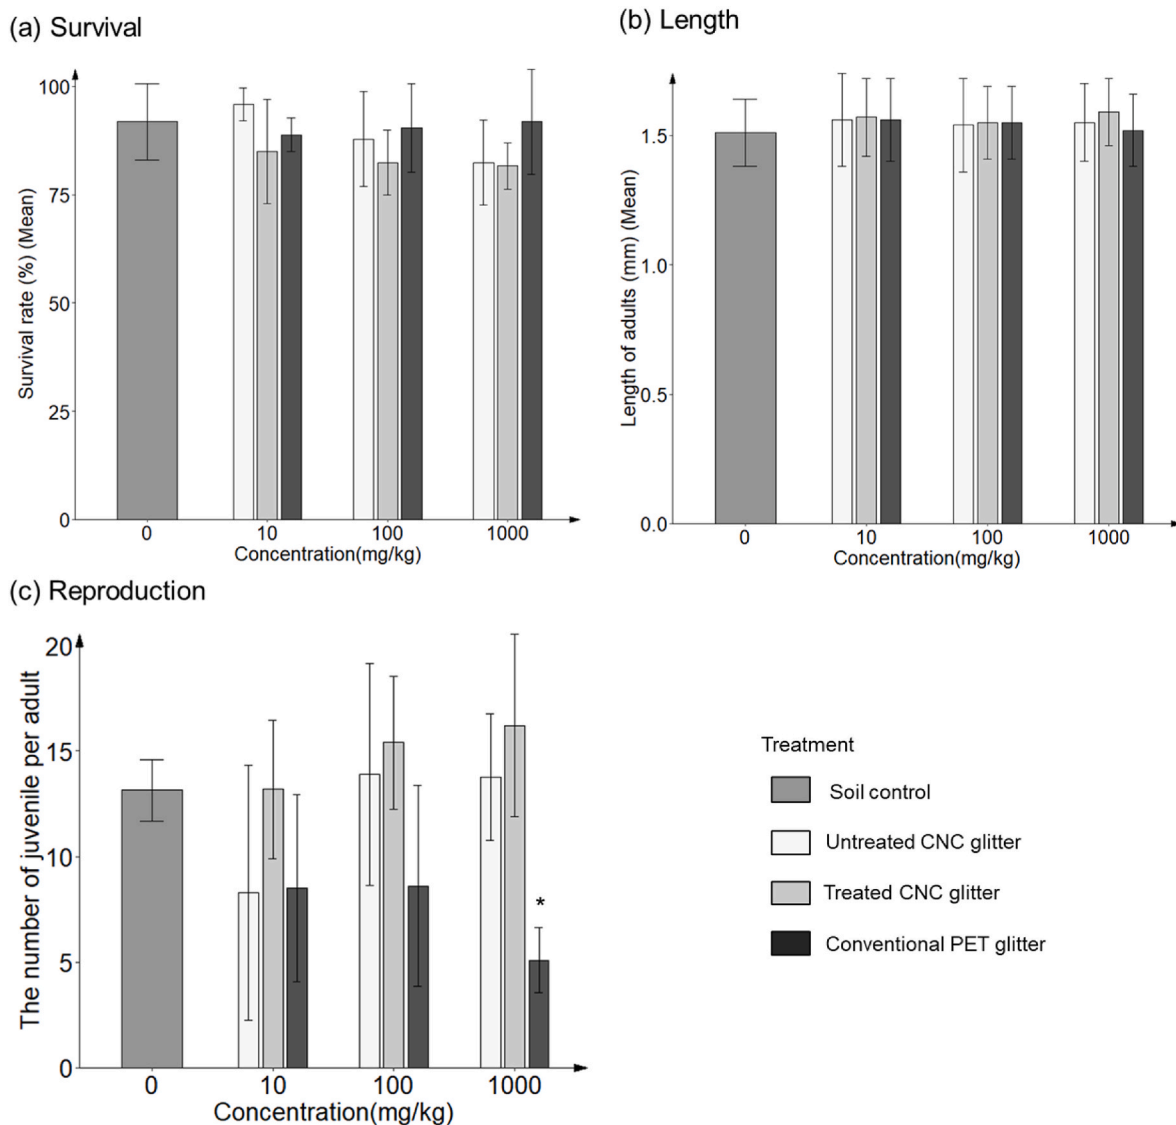 (a) Survival
100
75
50
25
0
Survival rate (%) (Mean)
0 10 100 1000
Concentration(mg/kg)
(b) Length
1.5
1.0
0.5
0.0
Length of adults (mm) (Mean)
0 10 100 1000
Concentration(mg/kg)
(c) Reproduction
20
15
10
5
0
The number of juvenile per adult
*
0 10 100 1000
Concentration(mg/kg)
Treatment
Soil control
Untreated CNC glitter
Treated CNC glitter
Conventional PET glitter